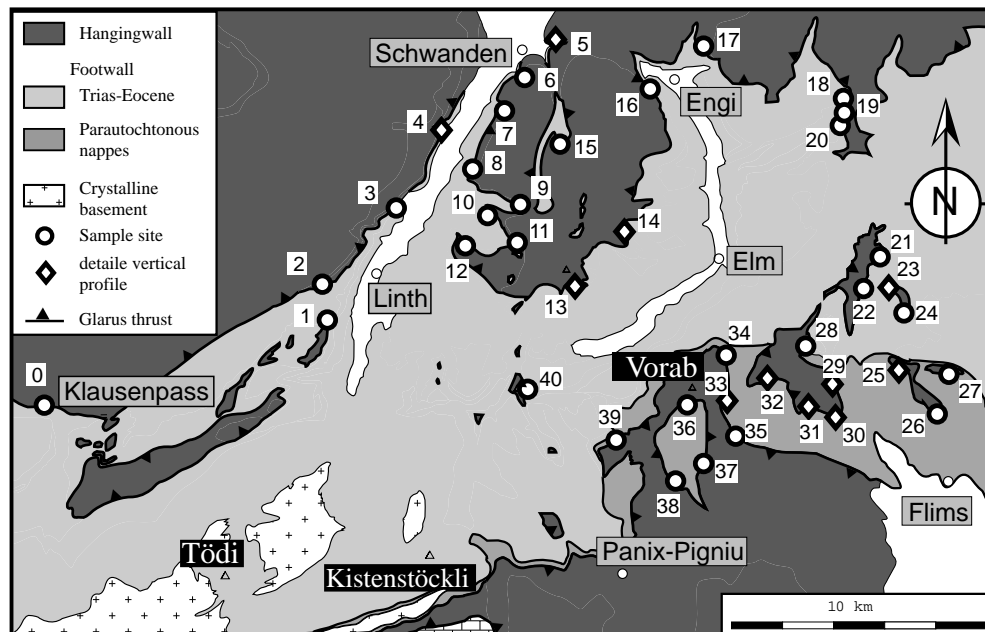 Hangingwall
Footwall
Trias-Eocene
Parautochtonous
nappes
Crystalline
basement
Sample site
detaile vertical
profile
Glarus thrust
Schwanden
5
17
6
Engi
16
18
19
20
4
7
15
8
3
9
10
14
11
12
N
21
Elm
23
2
Linth
13
22
24
1
34
28
0
Klausenpass
40
Vorab
33
29
25
27
32
36
39
31
30
26
35
37
38
Flims
Tödi
Kistenstöckli
Panix-Pigniu
10 km